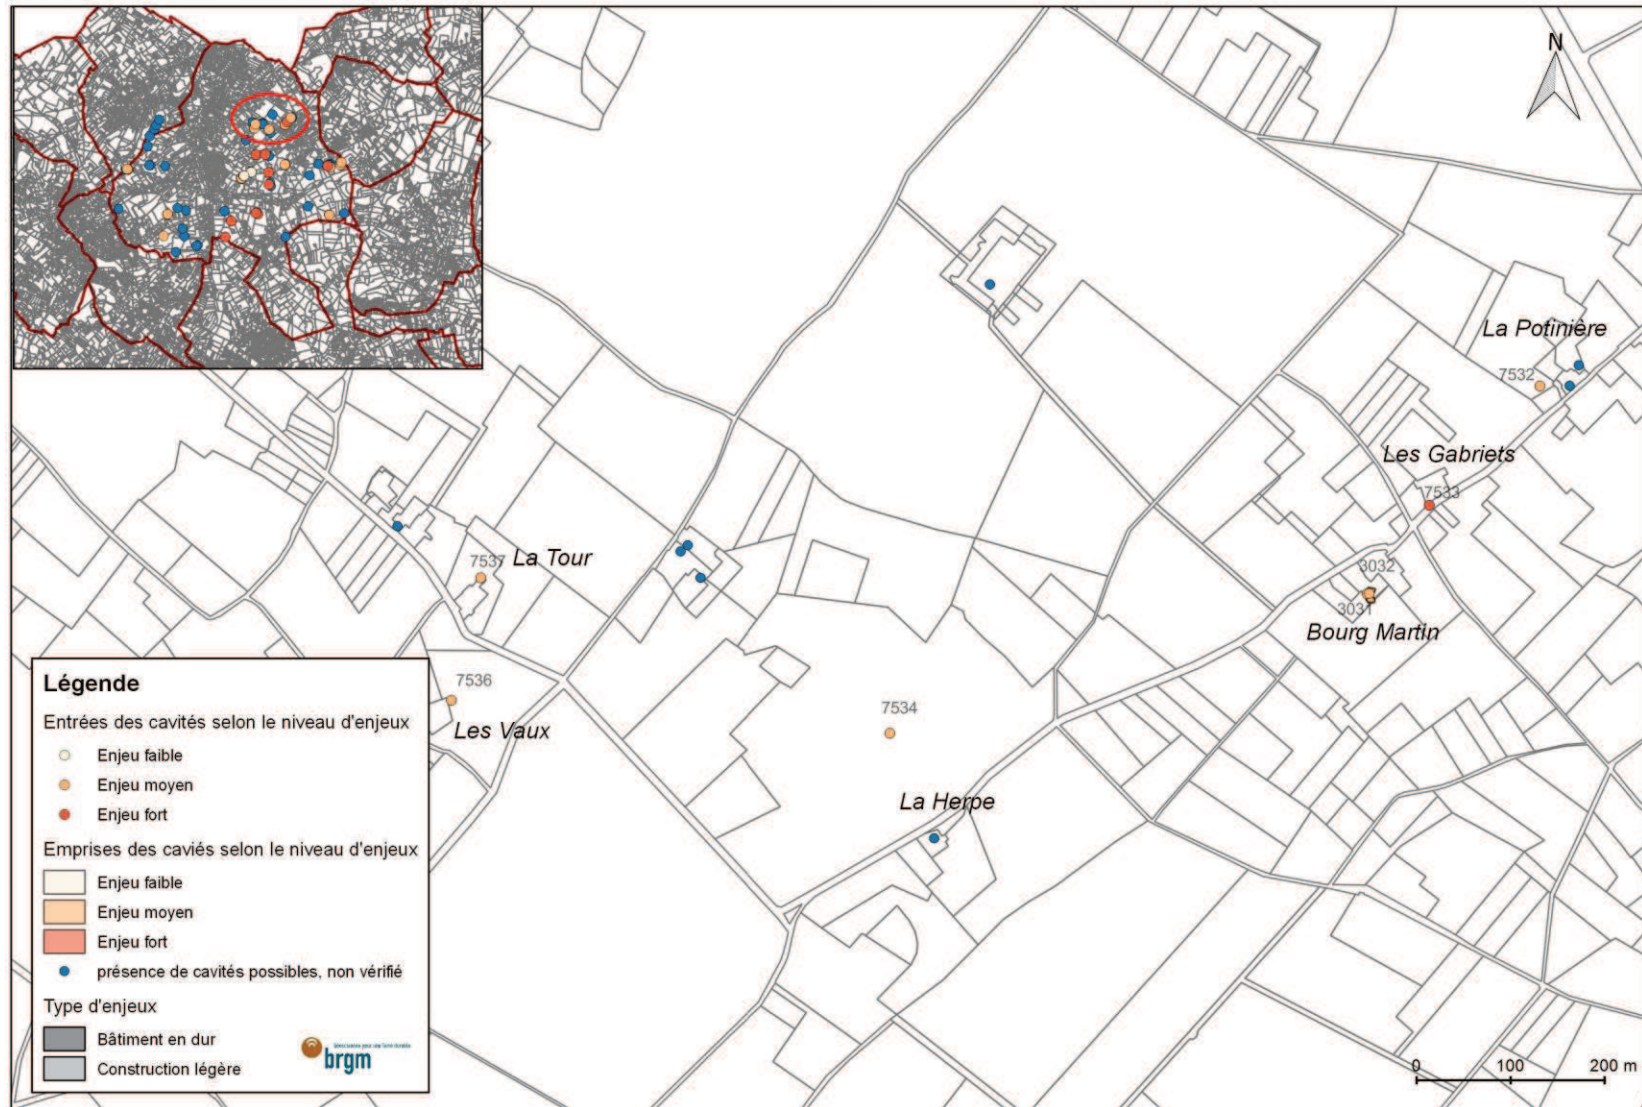 N
La Potinière
7532
Les Gabriets
7533
7537
La Tour
3032
3031
Bourg Martin
7536
Les Vaux
7534
La Herpe
Légende
Entrées des cavités selon le niveau d'enjeux
Enjeu faible
Enjeu moyen
Enjeu fort
Emprises des caviés selon le niveau d'enjeux
Enjeu faible
Enjeu moyen
Enjeu fort
présence de cavités possibles, non vérifié
Type d'enjeux
Bâtiment en dur
Construction légère
brgm
0 100 200 m